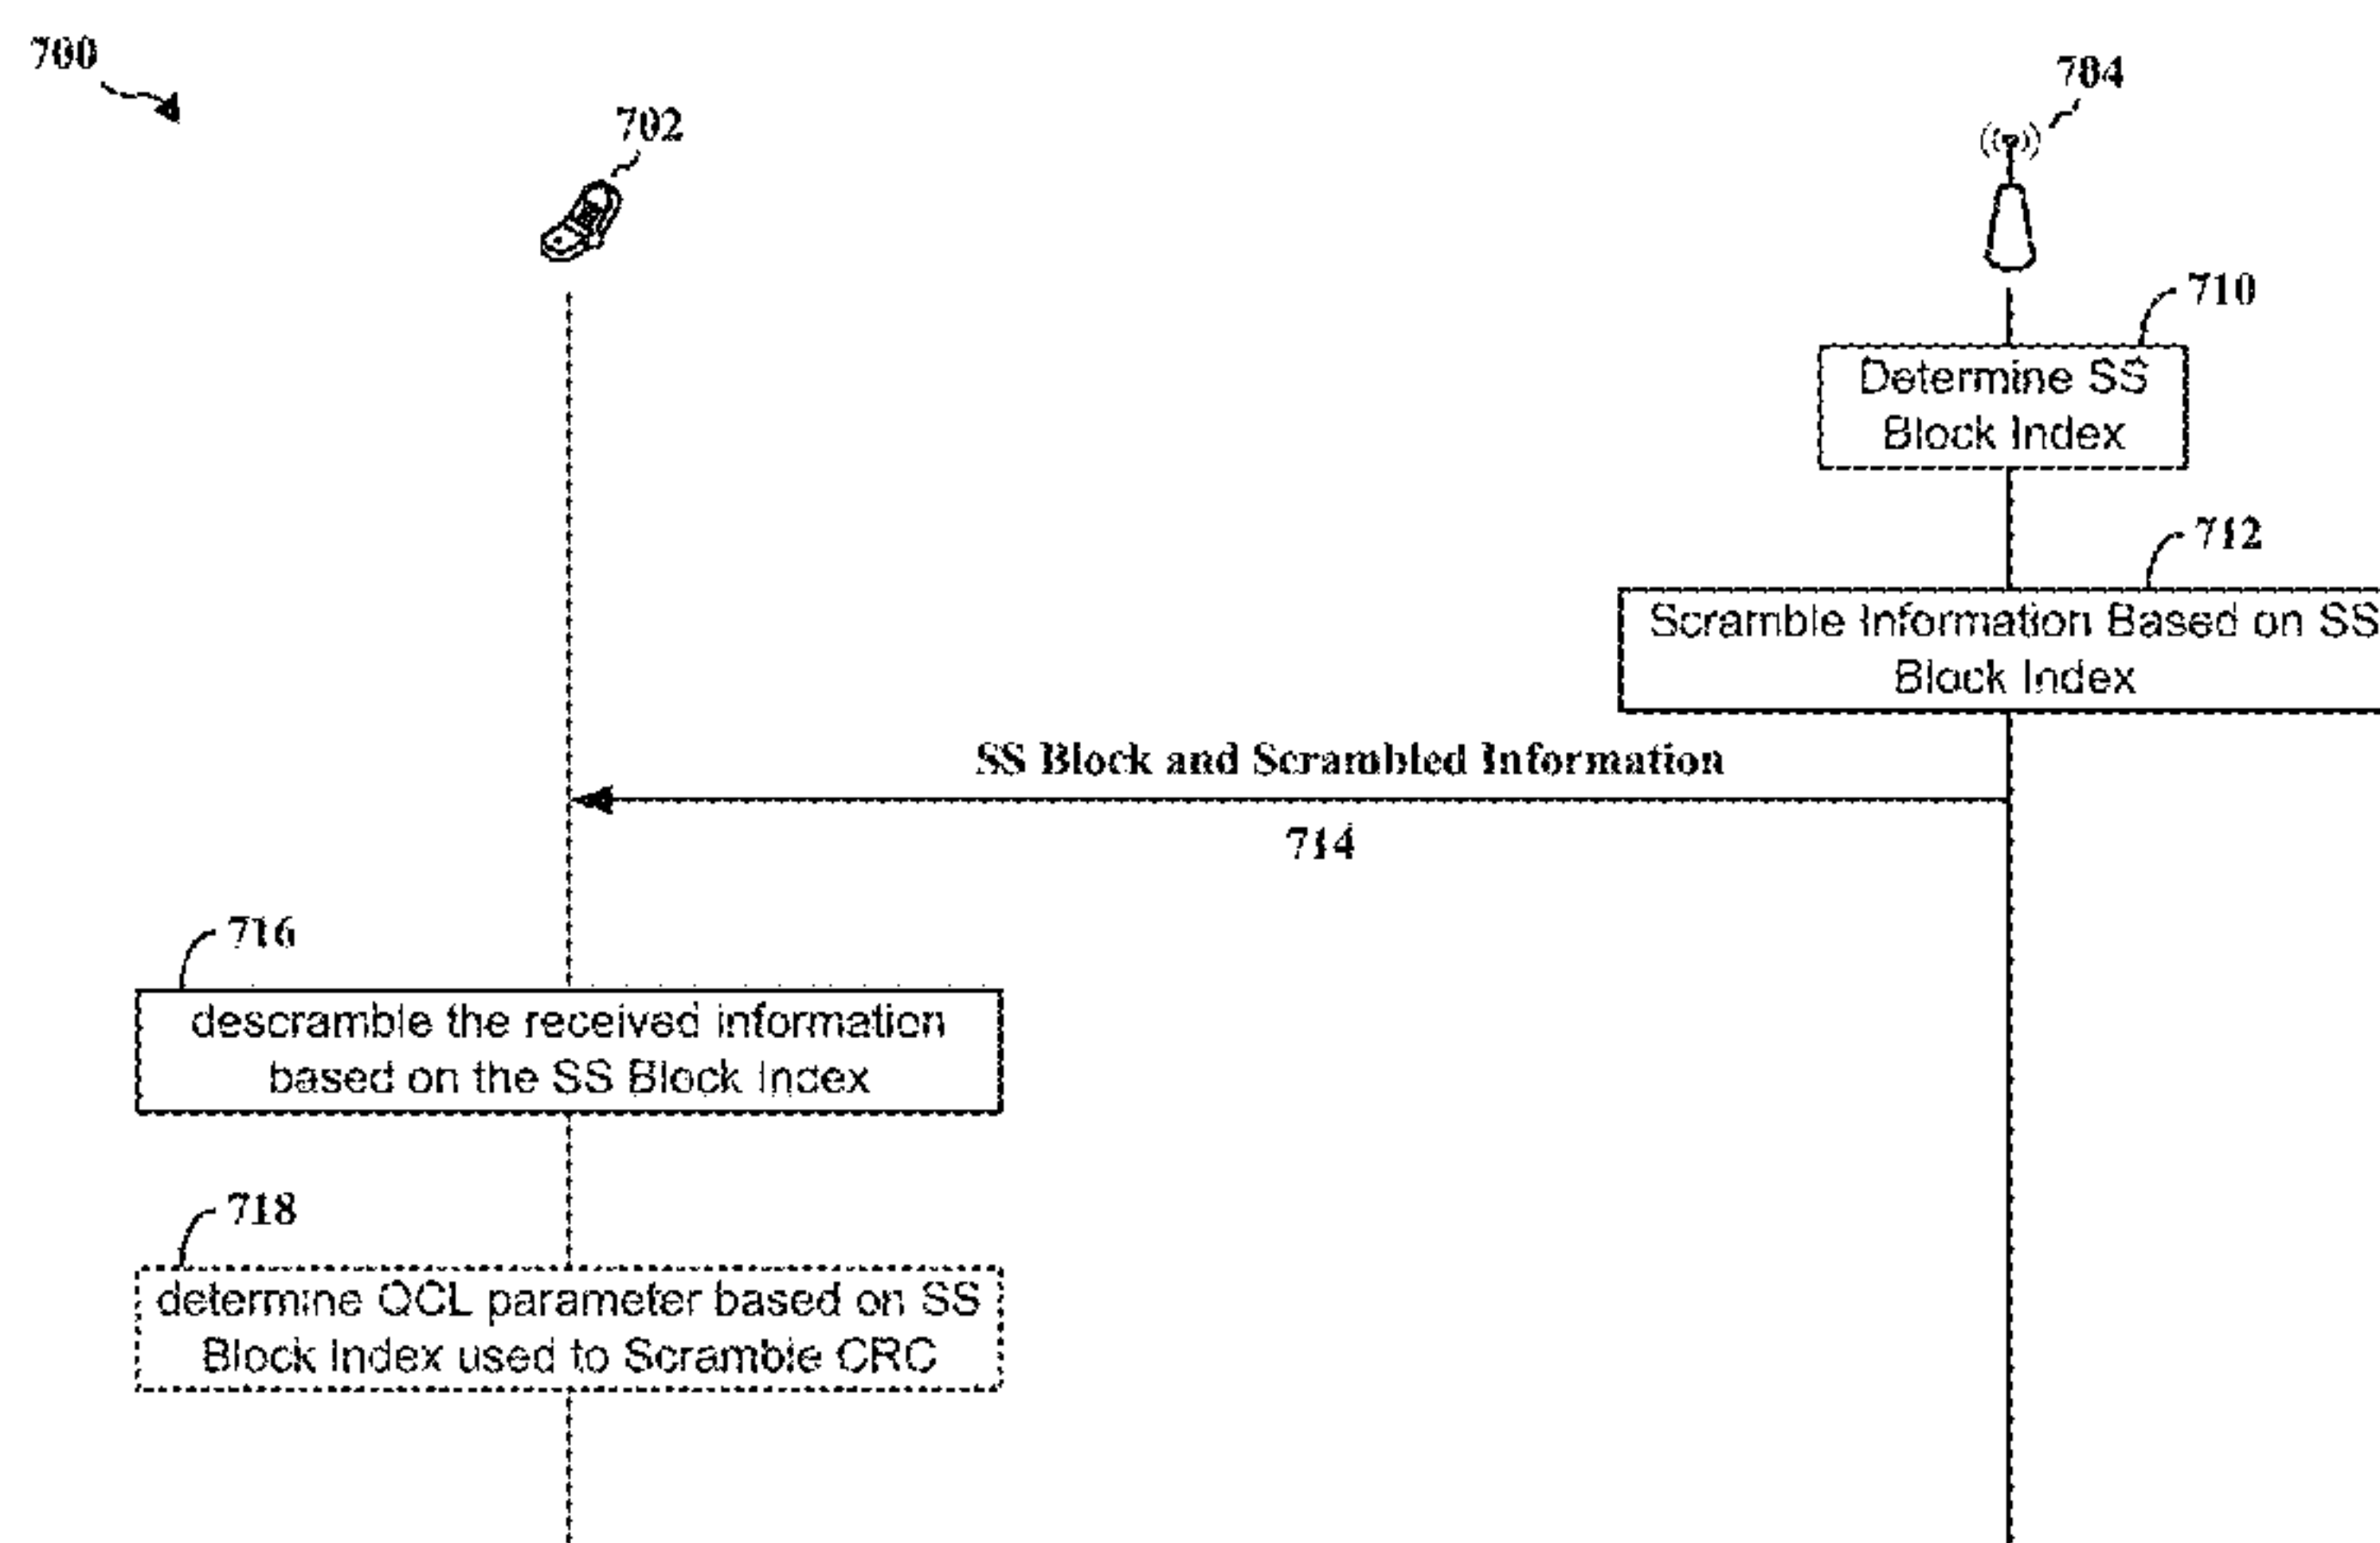 700
702
704
710
Determine SS
Block Index
712
Scramble Information Based on SS
Block Index
SS Block and Scrambled Information
714
716
descramble the received information
based on the SS Block Index
718
determine QCL parameter based on SS
Block Index used to Scramble CRC